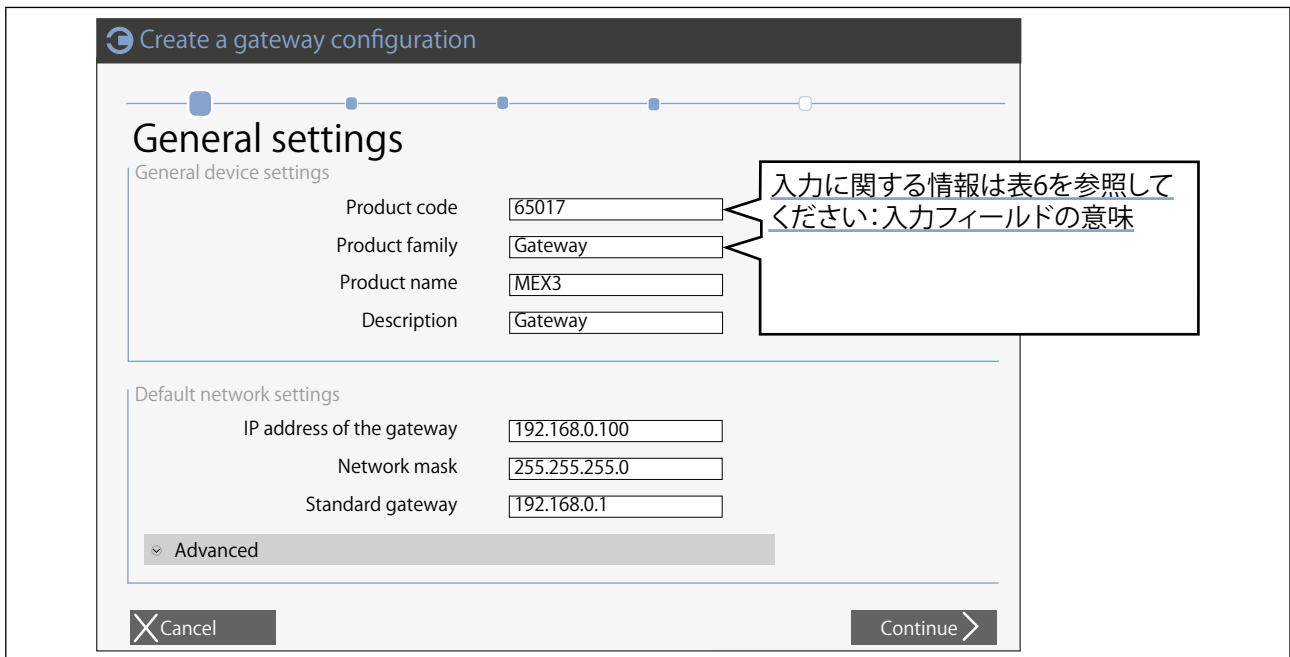 Create a gateway configuration
General settings
General device settings
Product code 65017
Product family Gateway
Product name MEX3
Description Gateway
入力に関する情報は表6を参照して
ください：入力フィールドの意味
Default network settings
IP address of the gateway 192.168.0.100
Network mask 255.255.255.0
Standard gateway 192.168.0.1
Advanced
Cancel
Continue